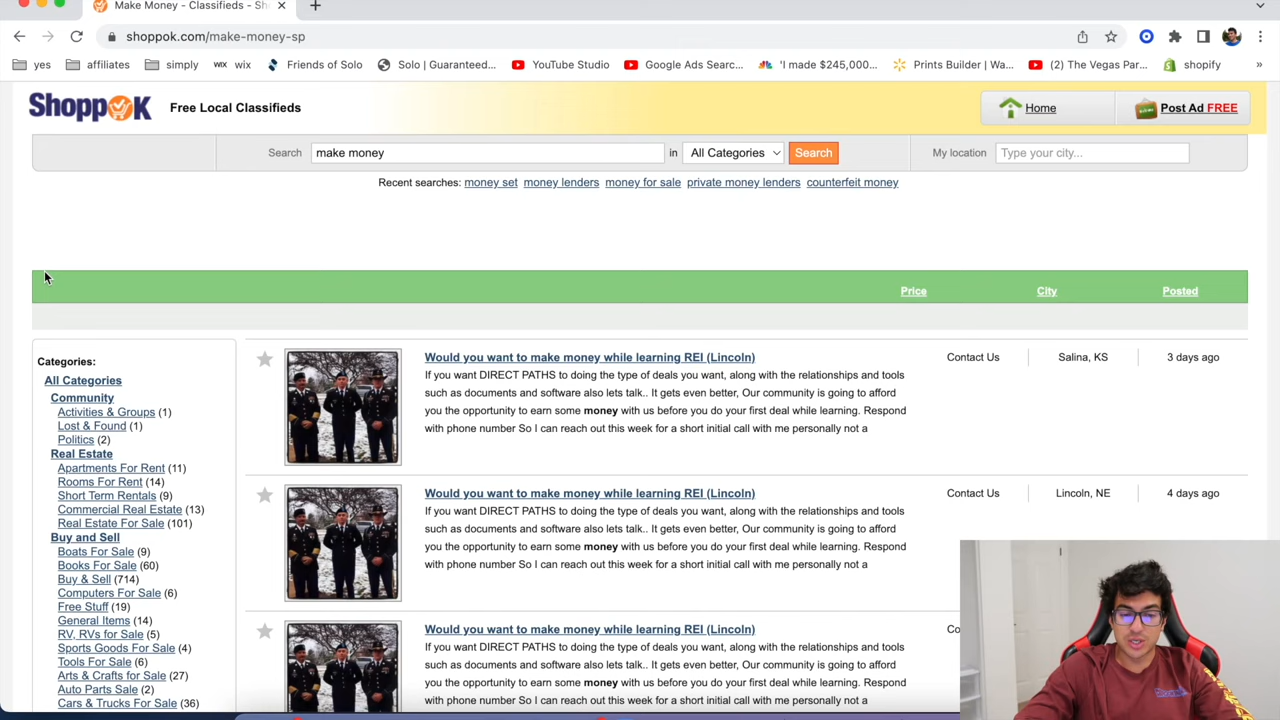 Make Money - Classifieds - Sh
shoppok.com/make-money-sp
yes affiliates simply WIX wix Friends of Solo Solo | Guaranteed... YouTube Studio Google Ads Searc... 'I made $245,000... Prints Builder | Wa... (2) The Vegas Par... shopify »
ShoppOK Free Local Classifieds Home Post Ad FREE
Search make money in All Categories Search My location Type your city...
Recent searches: money set money lenders money for sale private money lenders counterfeit money
Price City Posted
Categories:
All Categories
Community
Activities & Groups (1)
Lost & Found (1)
Politics (2)
Real Estate
Apartments For Rent (11)
Rooms For Rent (14)
Short Term Rentals (9)
Commercial Real Estate (13)
Real Estate For Sale (101)
Buy and Sell
Boats For Sale (9)
Books For Sale (60)
Buy & Sell (714)
Computers For Sale (6)
Free Stuff (19)
General Items (14)
RV, RVs for Sale (5)
Sports Goods For Sale (4)
Tools For Sale (6)
Arts & Crafts for Sale (27)
Auto Parts Sale (2)
Cars & Trucks For Sale (36)
Would you want to make money while learning REI (Lincoln) Contact Us Salina, KS 3 days ago
If you want DIRECT PATHS to doing the type of deals you want, along with the relationships and tools
such as documents and software also lets talk.. It gets even better, Our community is going to afford
you the opportunity to earn some money with us before you do your first deal while learning. Respond
with phone number So I can reach out this week for a short initial call with me personally not a
Would you want to make money while learning REI (Lincoln) Contact Us Lincoln, NE 4 days ago
If you want DIRECT PATHS to doing the type of deals you want, along with the relationships and tools
such as documents and software also lets talk.. It gets even better, Our community is going to afford
you the opportunity to earn some money with us before you do your first deal while learning. Respond
with phone number So I can reach out this week for a short initial call with me personally not a
Would you want to make money while learning REI (Lincoln) Co
If you want DIRECT PATHS to doing the type of deals you want, along with the relationships and tools
such as documents and software also lets talk.. It gets even better, Our community is going to afford
you the opportunity to earn some money with us before you do your first deal while learning. Respond